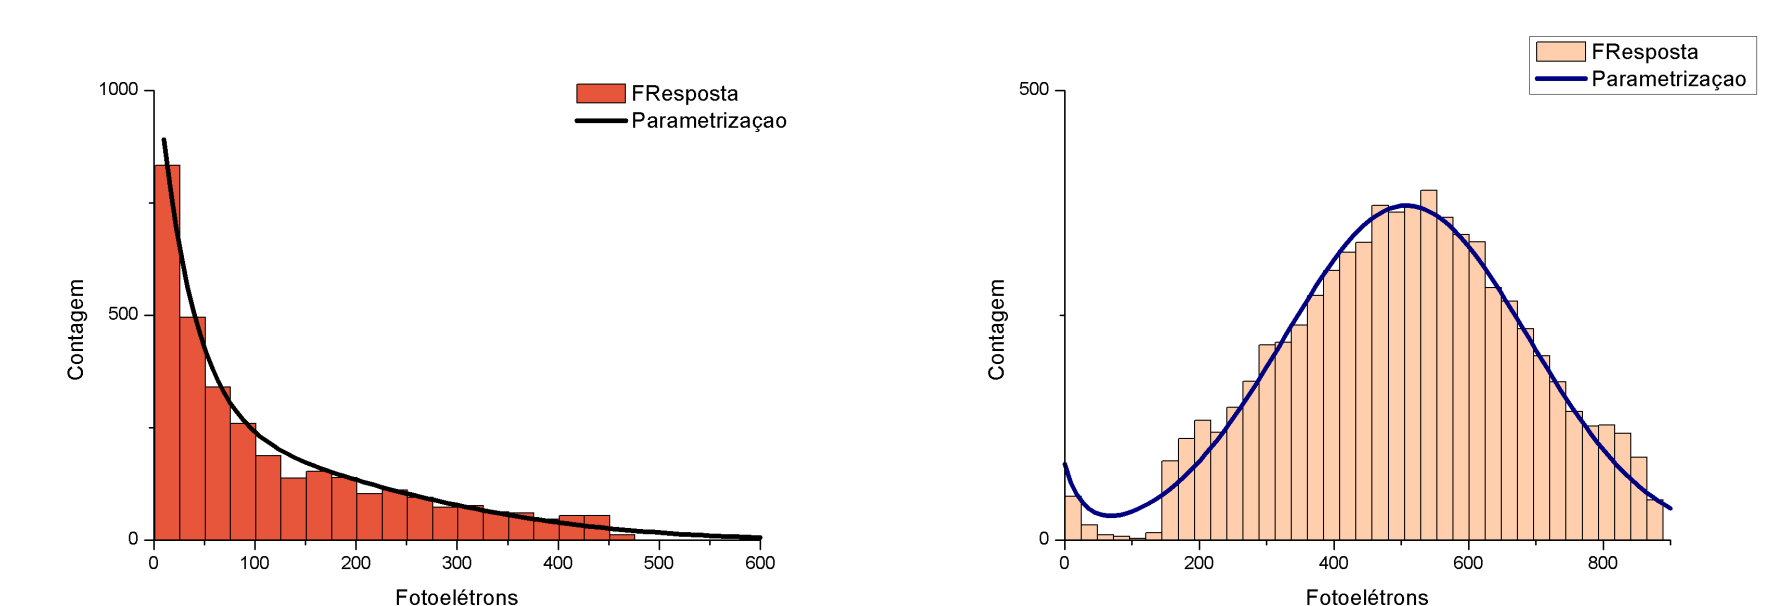 1000
500
0
Contagem
0 100 200 300 400 500 600
Fotoelétrons
FResposta
Parametrizaçao
500
0
Contagem
0 200 400 600 800
Fotoelétrons
FResposta
Parametrizaçao